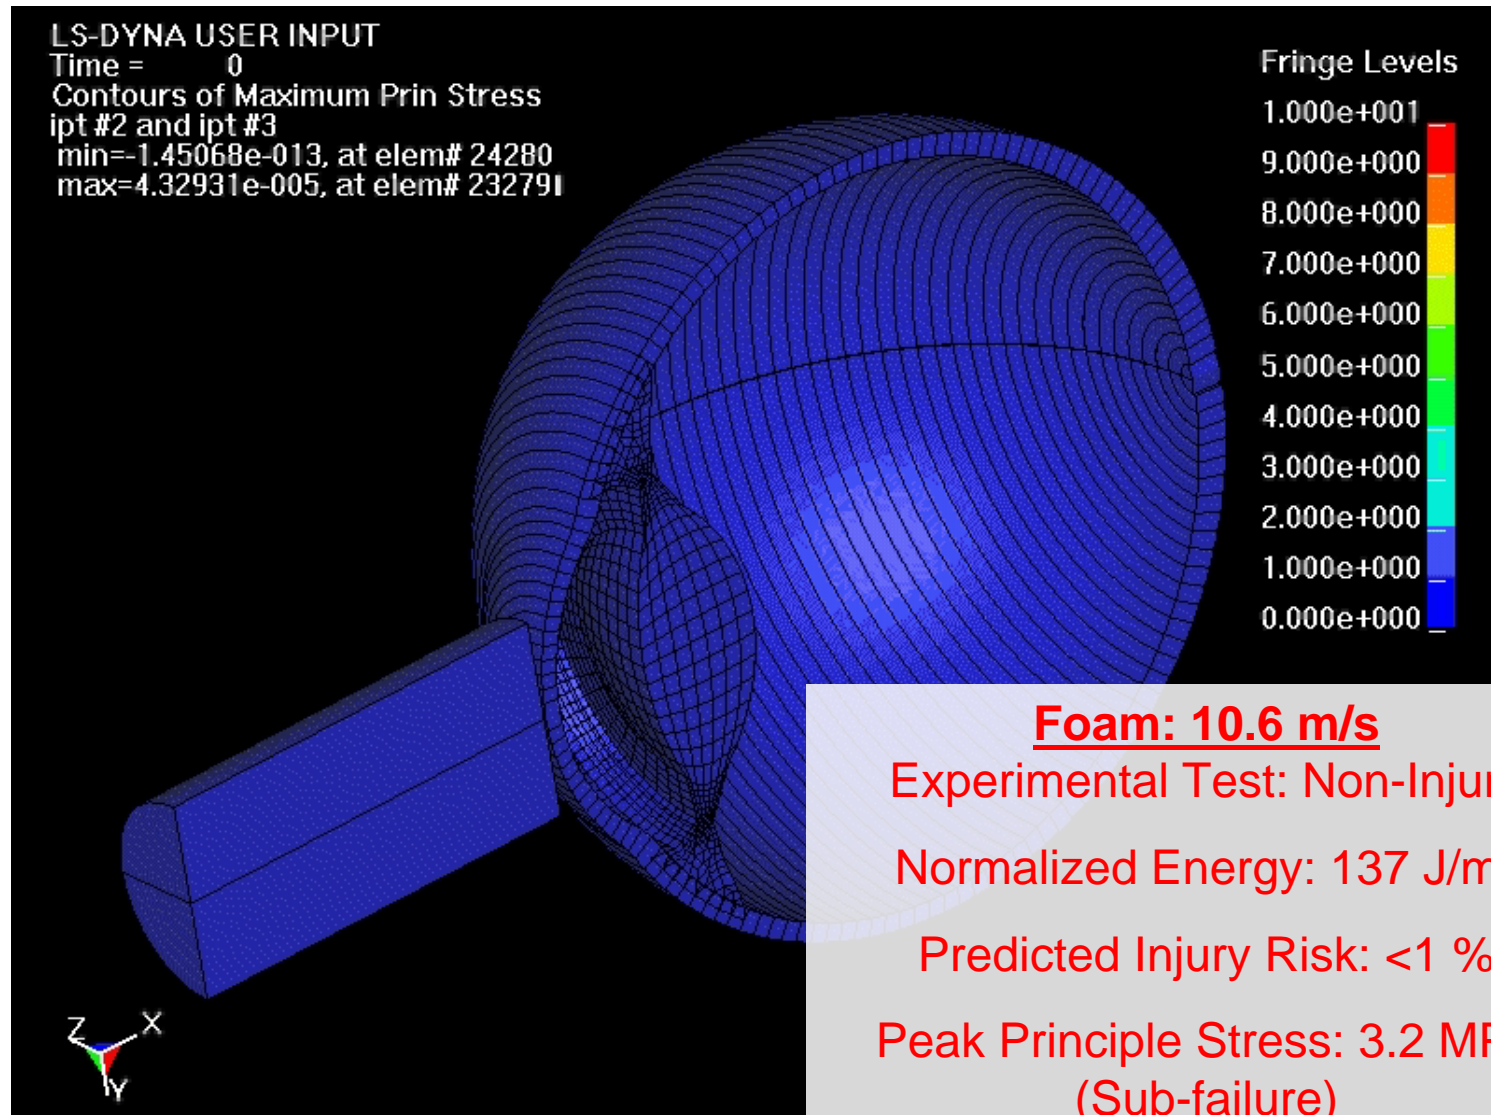 LS-DYNA USER INPUT
Time = 0
Contours of Maximum Prin Stress
ipt #2 and ipt #3
min=-1.45068e-013, at elem# 24280
max=4.32931e-005, at elem# 232791
Fringe Levels
1.000e+001
9.000e+000
8.000e+000
7.000e+000
6.000e+000
5.000e+000
4.000e+000
3.000e+000
2.000e+000
1.000e+000
0.000e+000
Foam: 10.6 m/s
Experimental Test: Non-Injur
Normalized Energy: 137 J/m
Predicted Injury Risk: <1 %
Peak Principle Stress: 3.2 MP
(Sub-failure)
Z X
Y